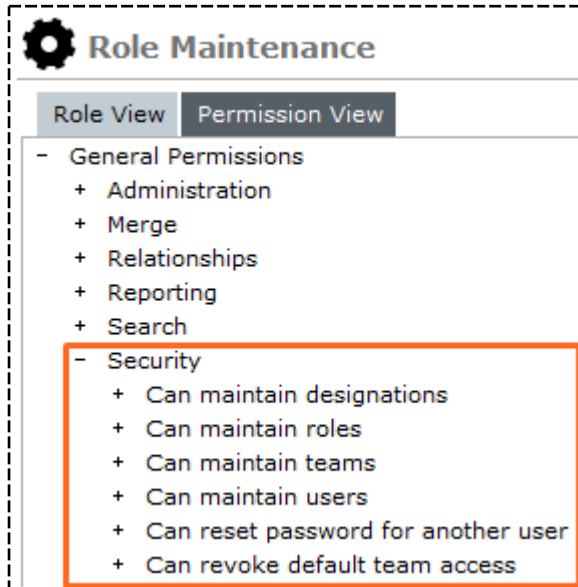 Role Maintenance
Role View Permission View
- General Permissions
+ Administration
+ Merge
+ Relationships
+ Reporting
+ Search
- Security
+ Can maintain designations
+ Can maintain roles
+ Can maintain teams
+ Can maintain users
+ Can reset password for another user
+ Can revoke default team access